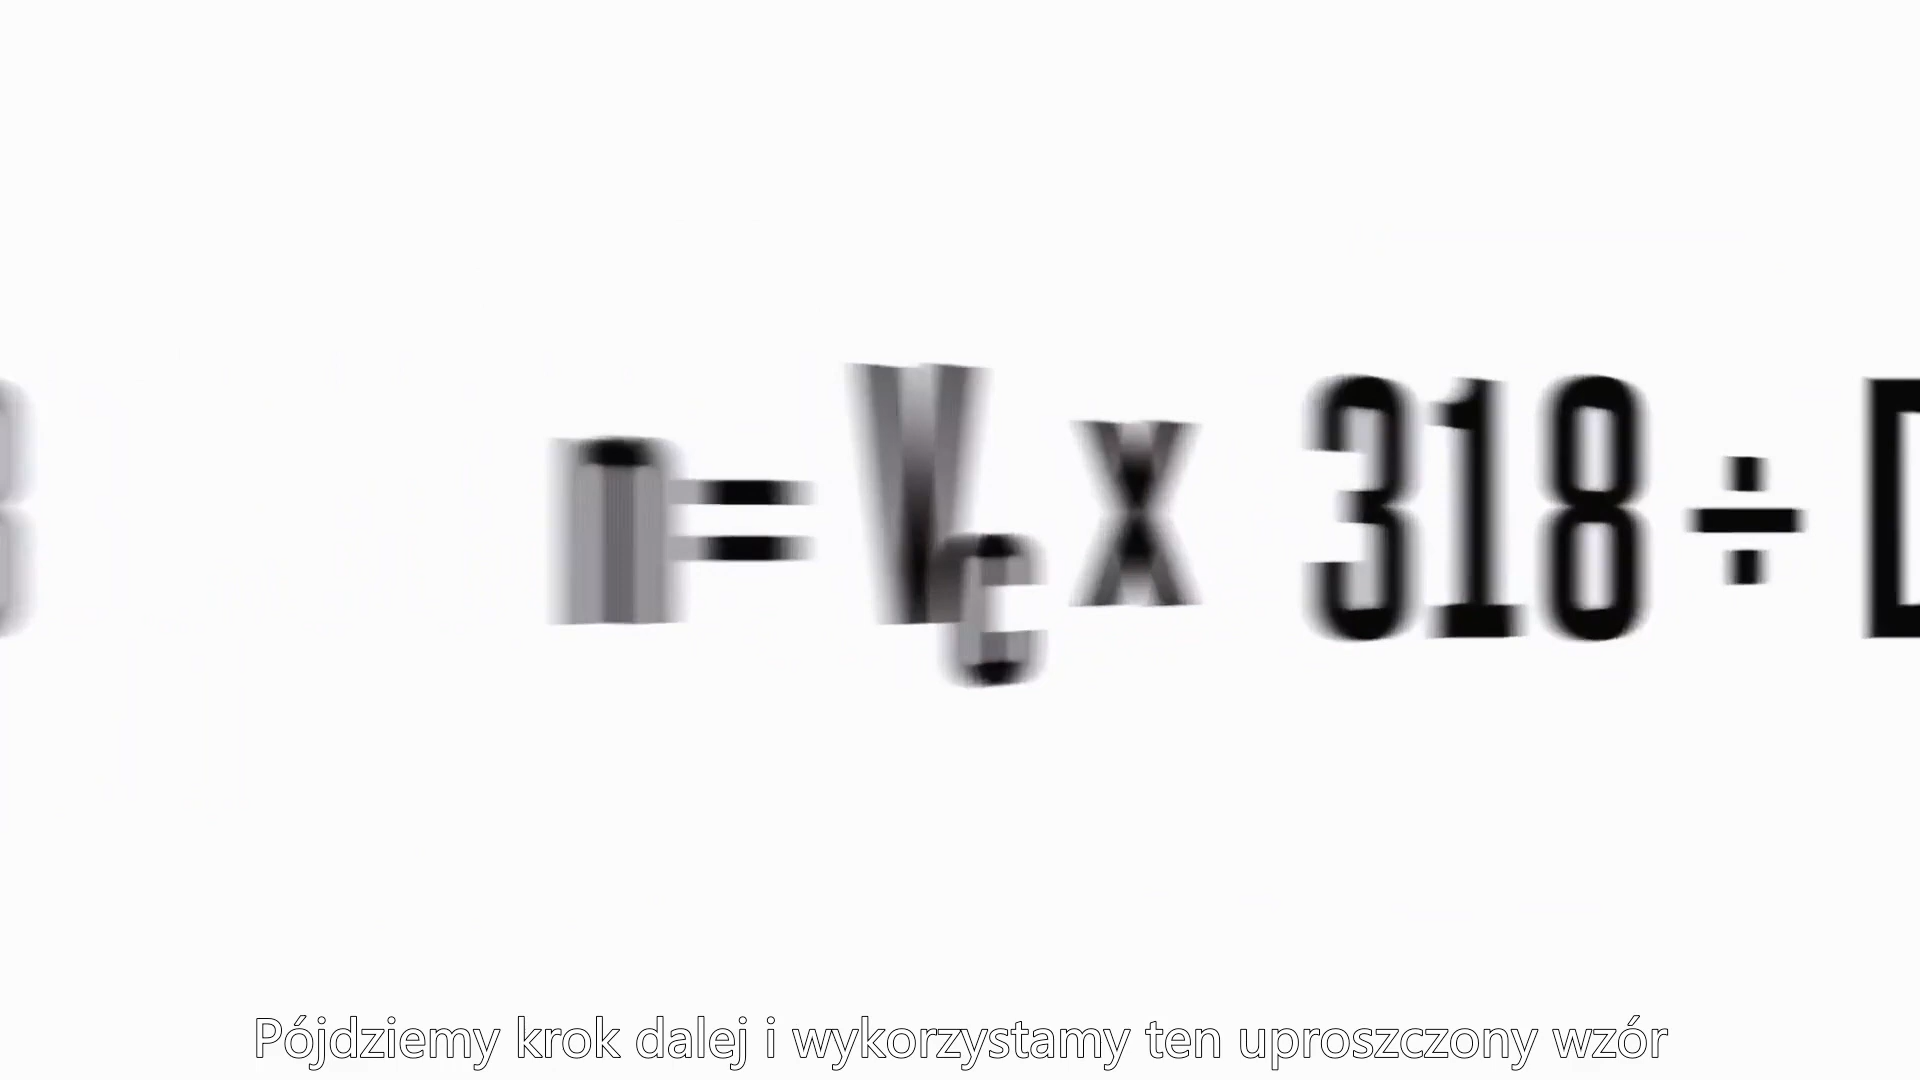 n = Vc x 318 ÷ D
Pójdziemy krok dalej i wykorzystamy ten uproszczony wzór